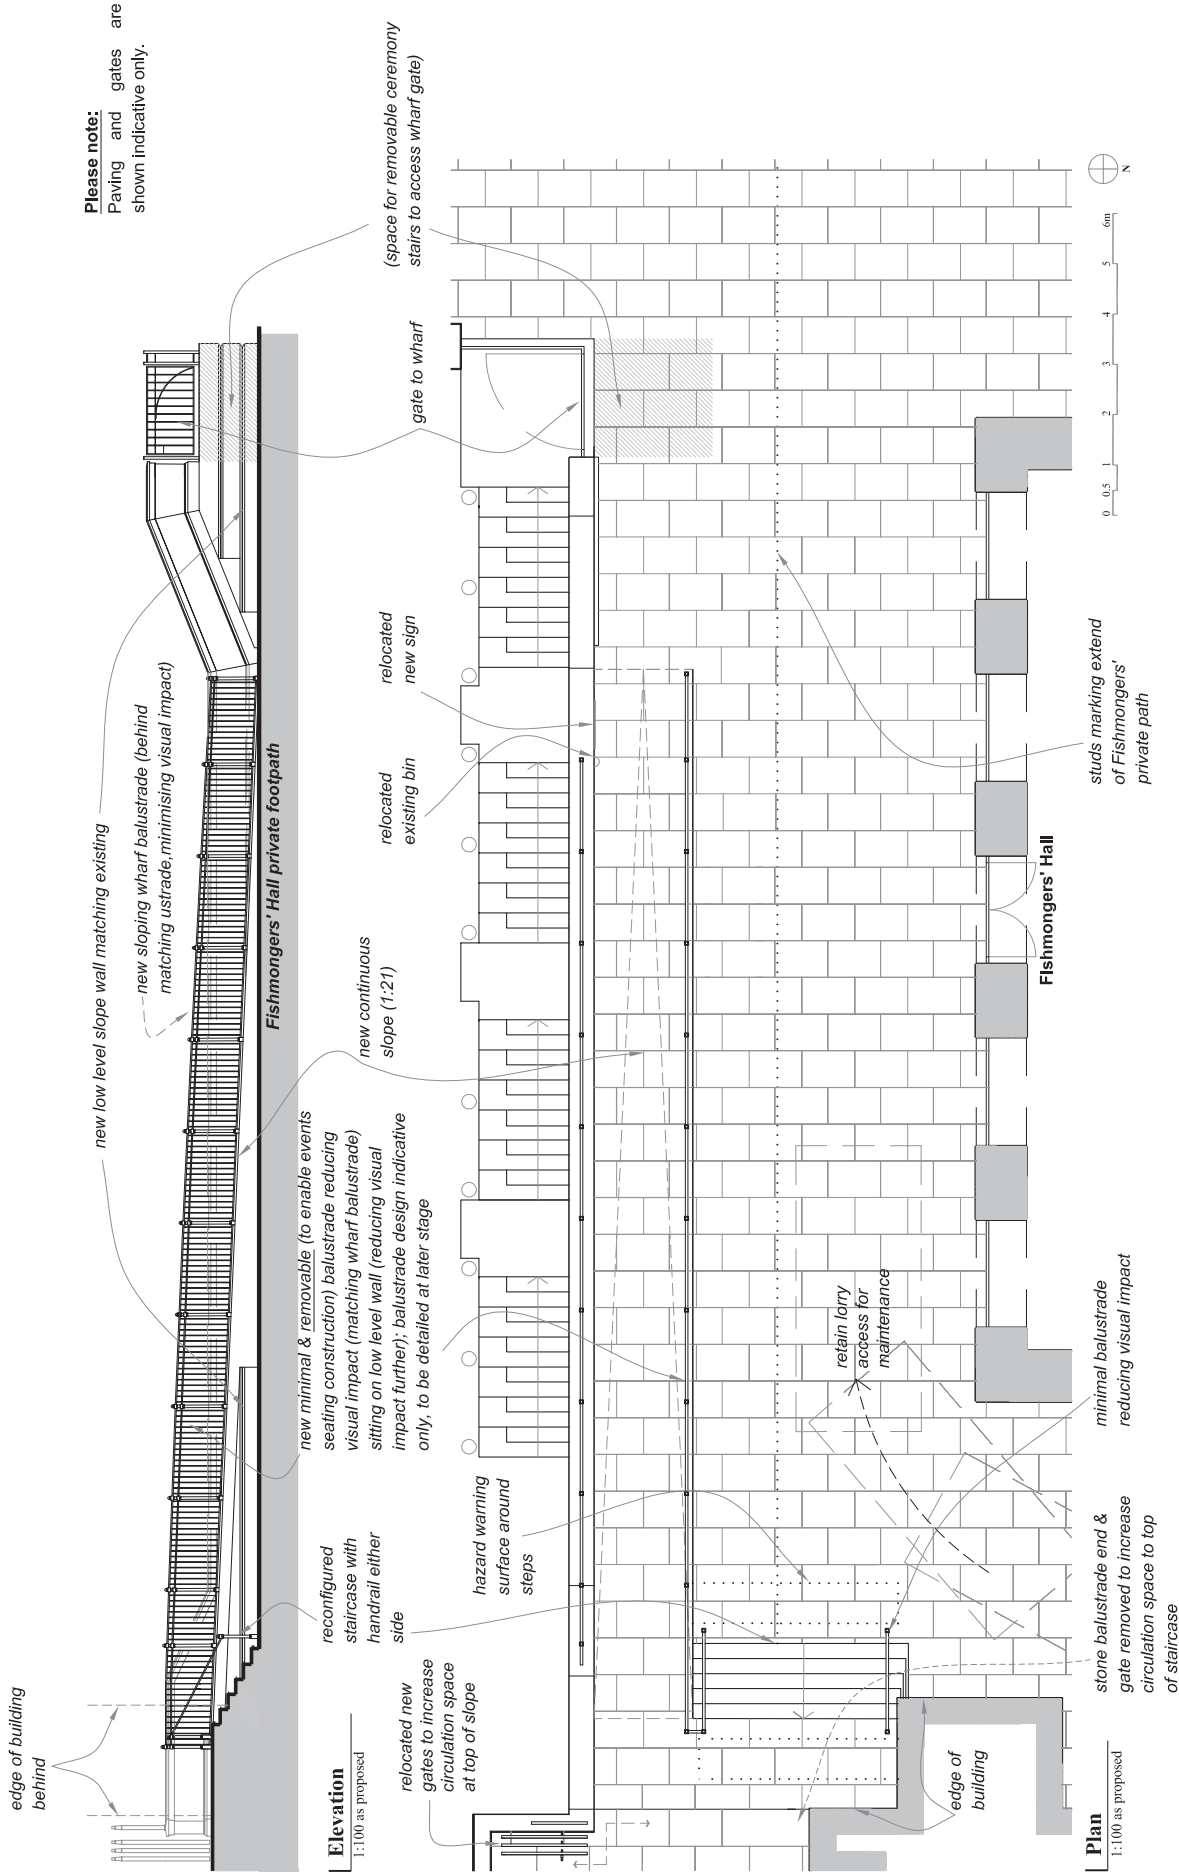 Please note:
Paving and gates are
shown indicative only.
edge of building
behind
new low level slope wall matching existing
new sloping wharf balustrade (behind
matching ustrade,minimising visual impact)
Fishmongers' Hall private footpath
(space for removable ceremony
stairs to access wharf gate)
gate to wharf
new minimal & removable (to enable events
seating construction) balustrade reducing
visual impact (matching wharf balustrade)
sitting on low level wall (reducing visual
impact further); balustrade design indicative
only, to be detailed at later stage
new continuous
slope (1:21)
relocated
existing bin
relocated
new sign
reconfigured
staircase with
handrail either
side
Elevation
1:100 as proposed
relocated new
gates to increase
circulation space
at top of slope
hazard warning
surface around
steps
retain lorry
access for
maintenance
edge of
building
FIshmongers' Hall
studs marking extend
of Fishmongers'
private path
minimal balustrade
reducing visual impact
stone balustrade end &
gate removed to increase
circulation space to top
of staircase
Plan
1:100 as proposed
0 0.5 1 2 3 4 5 6m
N